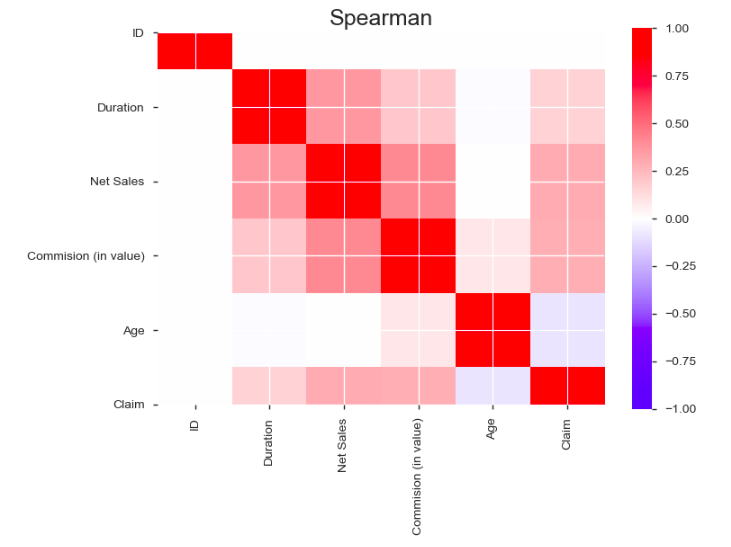 Spearman
ID
Duration
Net Sales
Commision (in value)
Age
Claim
ID
Duration
Net Sales
Commision (in value)
Age
Claim
1.00
0.75
0.50
0.25
0.00
−0.25
−0.50
−0.75
−1.00